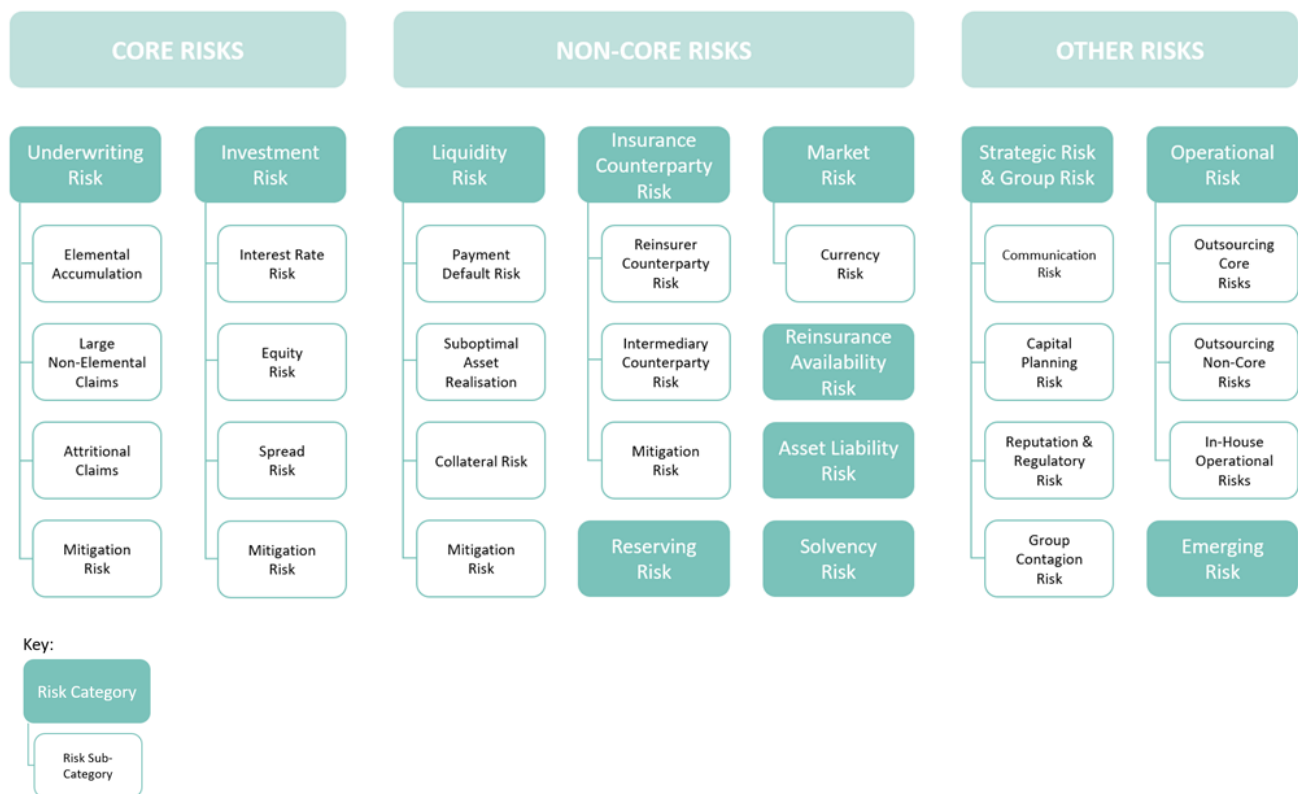 CORE RISKS
NON-CORE RISKS
OTHER RISKS
Underwriting
Risk
Elemental
Accumulation
Large
Non-Elemental
Claims
Attritional
Claims
Mitigation
Risk
Investment
Risk
Interest Rate
Risk
Equity
Risk
Spread
Risk
Mitigation
Risk
Liquidity
Risk
Payment
Default Risk
Suboptimal
Asset
Realisation
Collateral Risk
Mitigation
Risk
Insurance
Counterparty
Risk
Reinsurer
Counterparty
Risk
Intermediary
Counterparty
Risk
Mitigation
Risk
Reserving
Risk
Market
Risk
Currency
Risk
Reinsurance
Availability
Risk
Asset Liability
Risk
Solvency
Risk
Strategic Risk
& Group Risk
Communication
Risk
Capital
Planning
Risk
Reputation &
Regulatory
Risk
Group
Contagion
Risk
Operational
Risk
Outsourcing
Core
Risks
Outsourcing
Non-Core
Risks
In-House
Operational
Risks
Emerging
Risk
Key:
Risk Category
Risk Sub-
Category